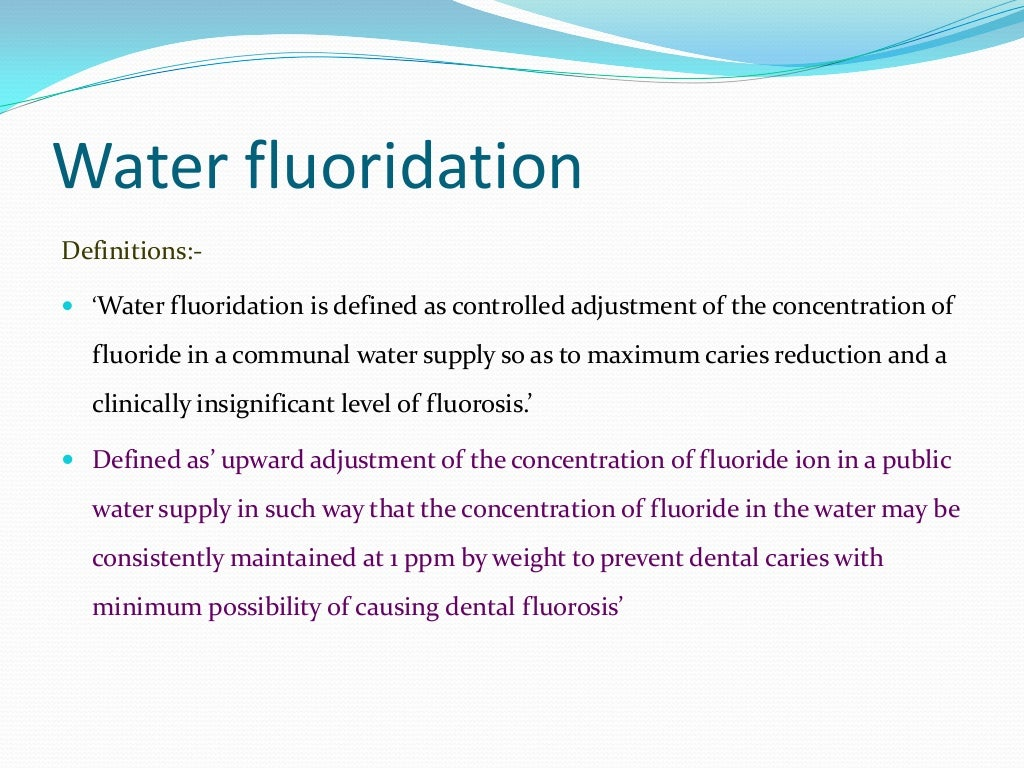 Water fluoridation
Definitions:-
• ‘Water fluoridation is defined as controlled adjustment of the concentration of
fluoride in a communal water supply so as to maximum caries reduction and a
clinically insignificant level of fluorosis.’
• Defined as’ upward adjustment of the concentration of fluoride ion in a public
water supply in such way that the concentration of fluoride in the water may be
consistently maintained at 1 ppm by weight to prevent dental caries with
minimum possibility of causing dental fluorosis’